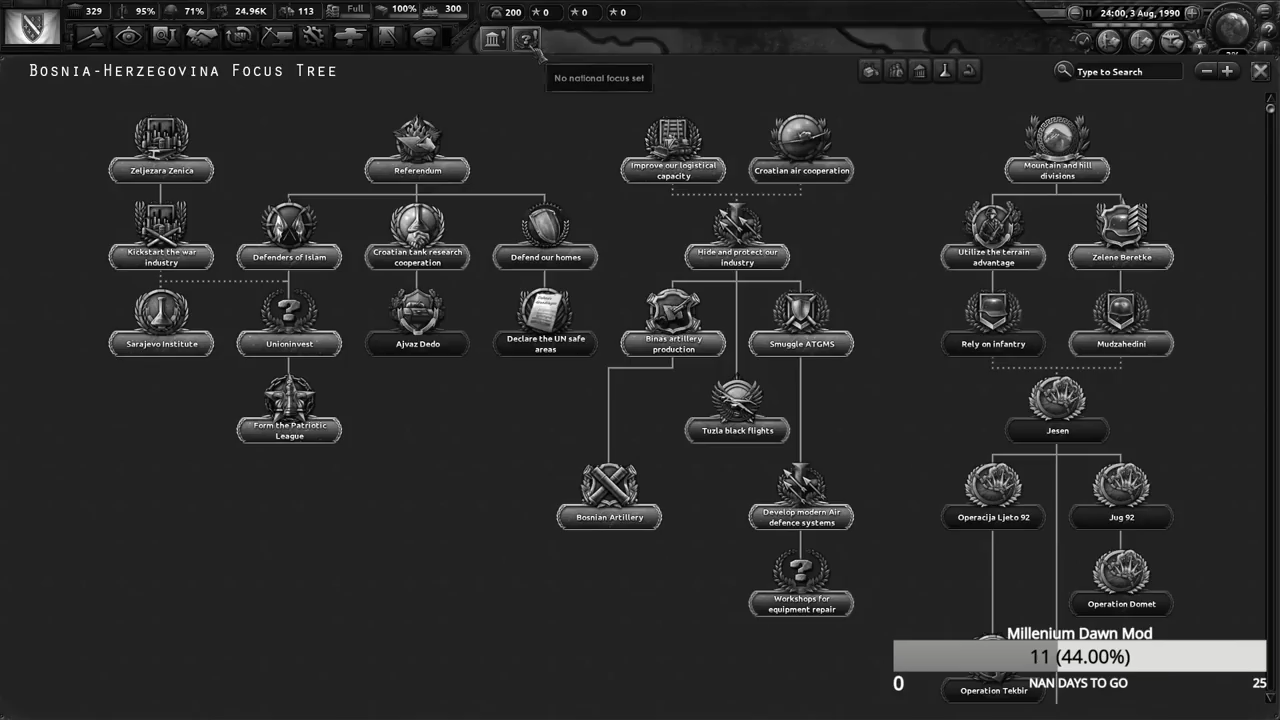 329
95%
71%
24.96K
113
Full
100%
300
200
0
0
0
24:00, 3 Aug, 1990
Bosnia-Herzegovina Focus Tree
No national focus set
Type to Search
Zeljezara Zenica
Referendum
Improve our logistical
capacity
Croatian air cooperation
Mountain and hill
divisions
Kickstart the war
industry
Defenders of Islam
Croatian tank research
cooperation
Defend our homes
Hide and protect our
industry
Utilize the terrain
advantage
Zelene Beretke
Sarajevo Institute
Unioninvest
Ajvaz Dedo
Declare the UN safe
areas
Binas artillery
production
Smuggle ATGMS
Rely on infantry
Mudzahedini
Form the Patriotic
League
Tuzla black flights
Jesen
Bosnian Artillery
Develop modern Air
defence systems
Operacija Ljeto 92
Jug 92
Workshops for
equipment repair
Operation Domet
Millenium Dawn Mod
11 (44.00%)
0
NAN DAYS TO GO
25
Operation Tekbir